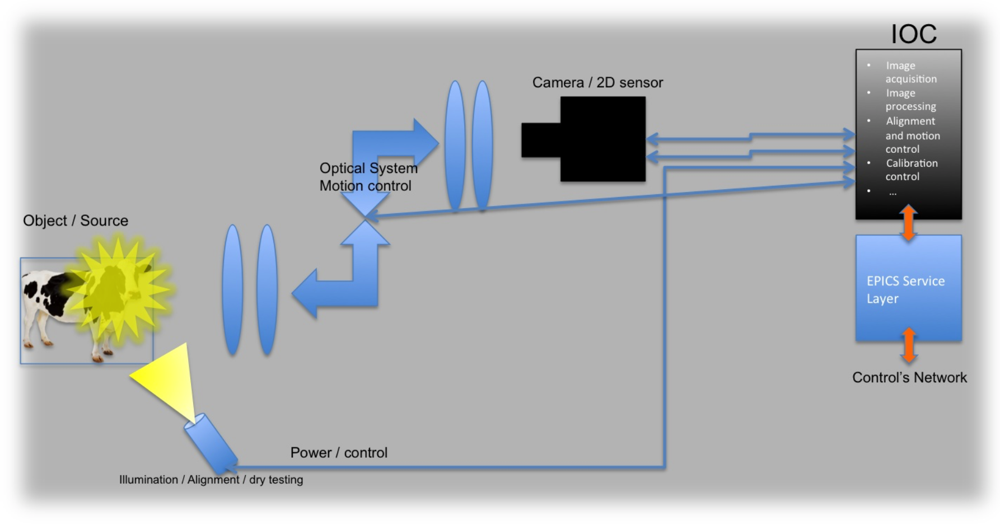 IOC
• Image
acquisition
• Image
processing
• Alignment
and motion
control
• Calibration
control
• ...
Camera / 2D sensor
Optical System
Motion control
Object / Source
EPICS Service
Layer
Control’s Network
Power / control
Illumination / Alignment / dry testing